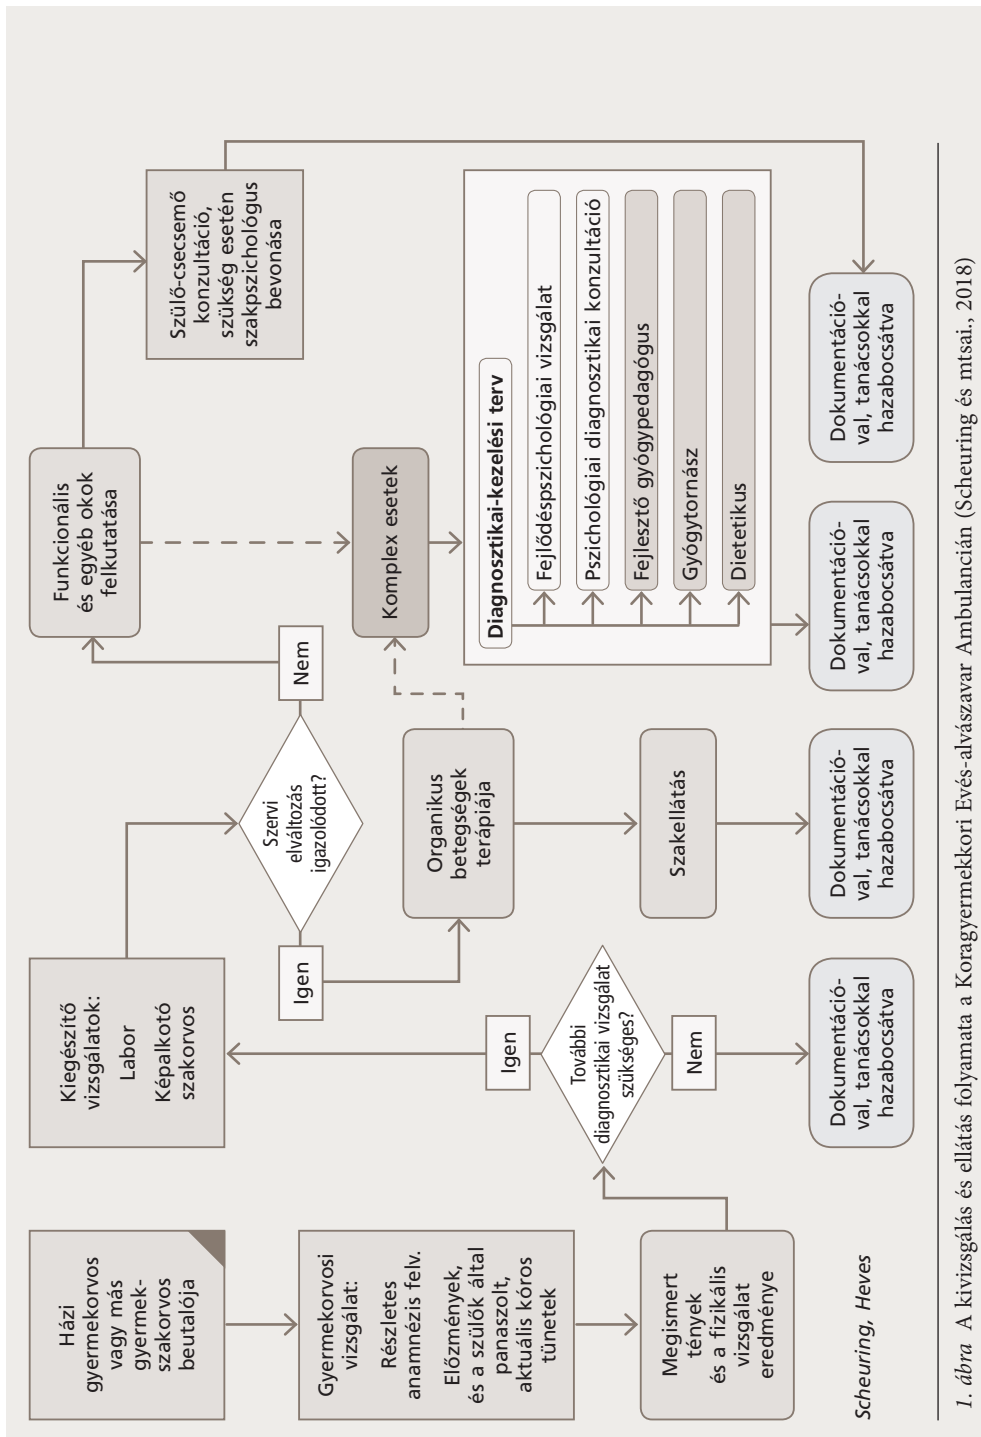 Házi
gyermekorvos
vagy más
gyermek-
szakorvos
beutalója
Gyermekorvosi
vizsgálat:
Részletes
anamnézis felv.
Előzmények,
és a szülők által
panaszolt,
aktuális kóros
tünetek
Megismert
tények
és a fizikális
vizsgálat
eredménye
További
diagnosztikai vizsgálat
szükséges?
Igen
Nem
Dokumentáció-
val, tanácsokkal
hazabocsátva
Kiegészítő
vizsgálatok:
Labor
Képalkotó
szakorvos
Szervi
elváltozás
igazolódott?
Igen
Nem
Organikus
betegségek
terápiája
Szakellátás
Dokumentáció-
val, tanácsokkal
hazabocsátva
Funkcionális
és egyéb okok
felkutatása
Komplex esetek
Diagnosztikai-kezelési terv
Fejlődéspszichológiai vizsgálat
Pszichológiai diagnosztikai konzultáció
Fejlesztő gyógypedagógus
Gyógytornász
Dietetikus
Dokumentáció-
val, tanácsokkal
hazabocsátva
Szülő-csecsemő
konzultáció,
szükség esetén
szakpszichológus
bevonása
Dokumentáció-
val, tanácsokkal
hazabocsátva
Scheuring, Heves
1. ábra A kivizsgálás és ellátás folyamata a Koragyermekkori Evés-alvászavar Ambulancián (Scheuring és mtsai., 2018)